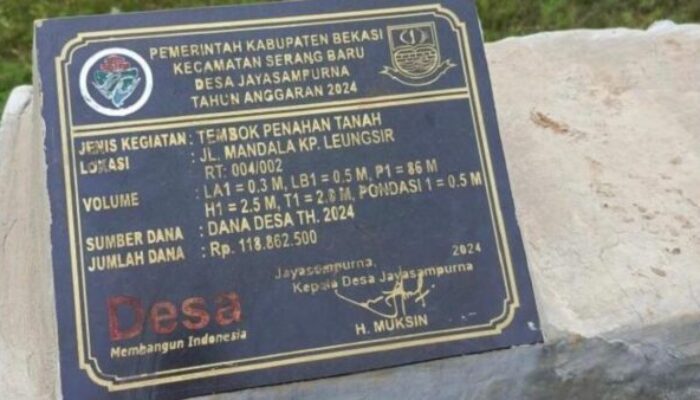 PEMERINTAH KABUPATEN BEKASI
KECAMATAN SERANG BARU
DESA JAYASAMPURNA
TAHUN ANGGARAN 2024
JENIS KEGIATAN : TEMBOK PENAHAN TANAH
LOKASI : JL. MANDALA KP. LEUNGSIR
RT: 004/002
VOLUME : LA1 = 0.3 M, LB1 = 0.5 M, P1 = 86 M
H1 = 2.5 M, T1 = 2.8 M, PONDASI 1 = 0.5 M
SUMBER DANA : DANA DESA TH. 2024
JUMLAH DANA : Rp. 118.862.500
Jayasampurna, 2024
Kepala Desa Jayasampurna
H. MUKSIN
Desa
Membangun Indonesia